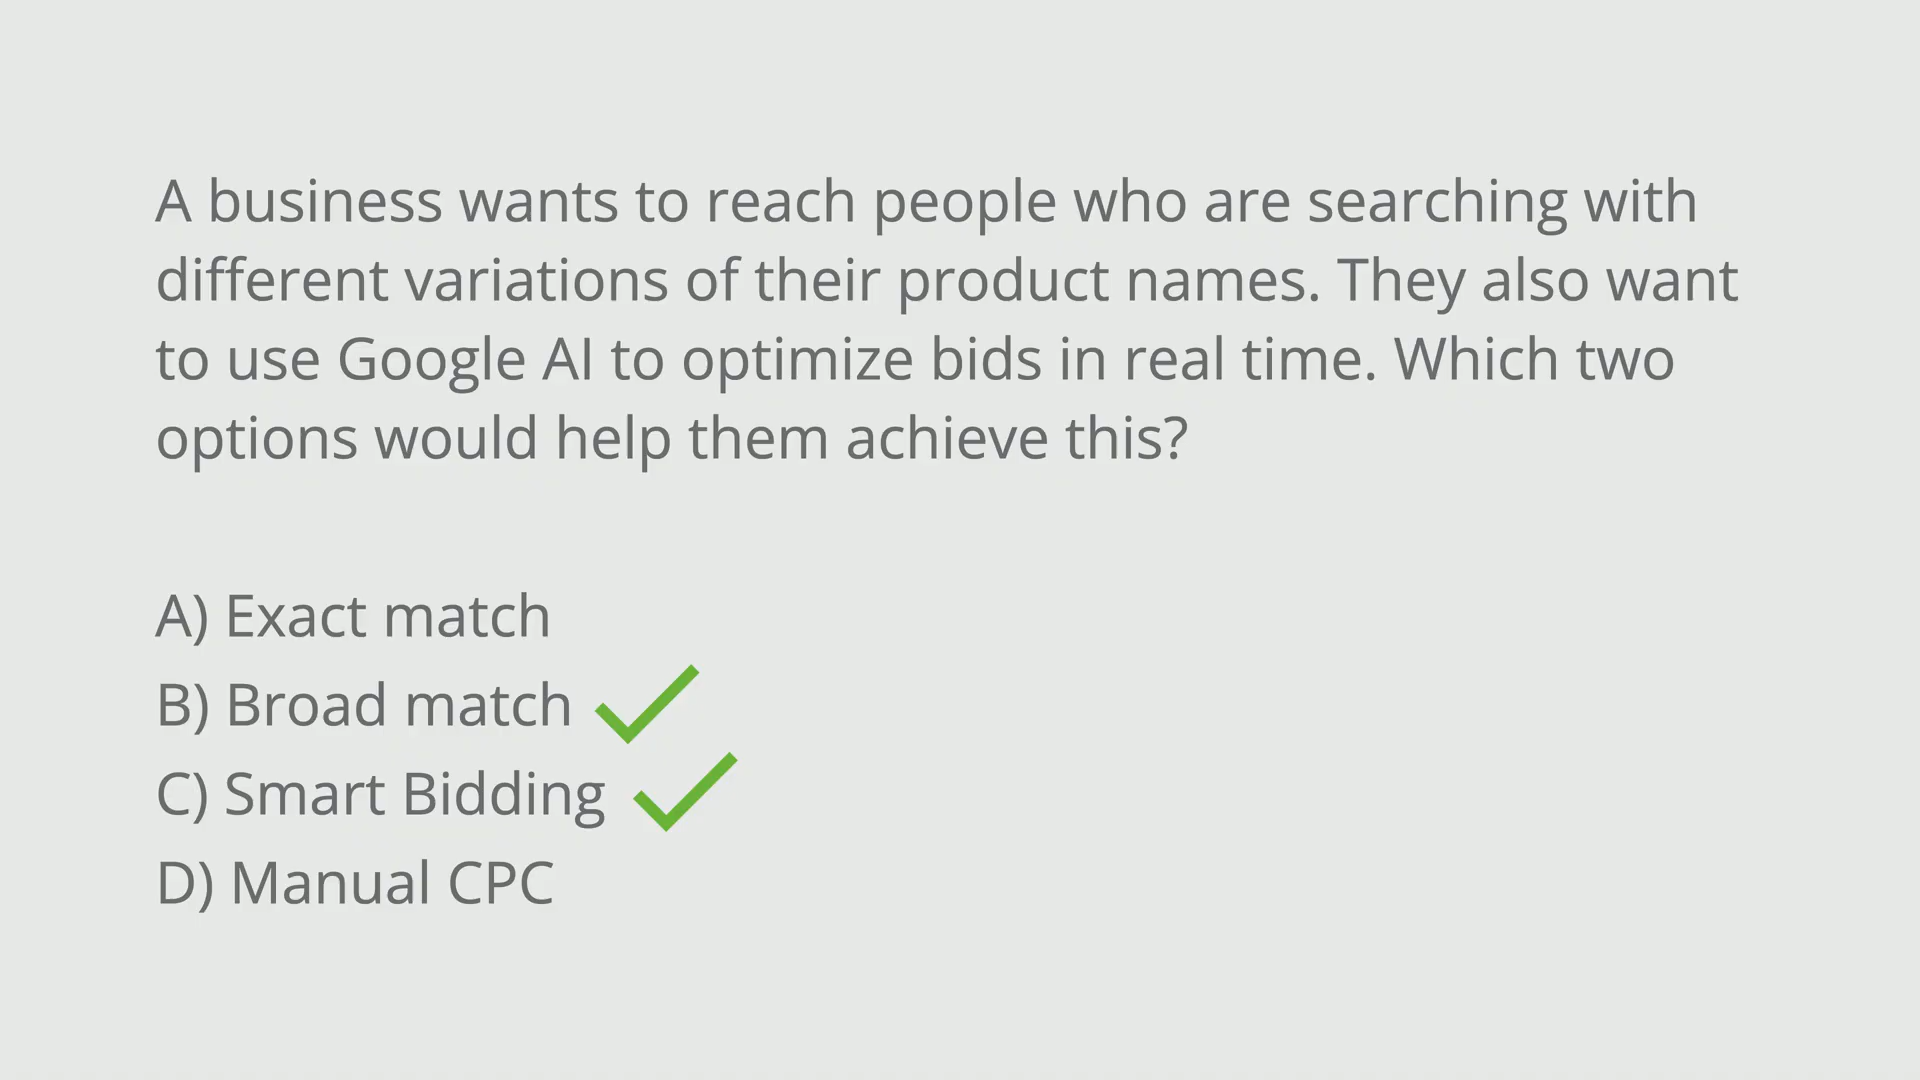 A business wants to reach people who are searching with
different variations of their product names. They also want
to use Google AI to optimize bids in real time. Which two
options would help them achieve this?
A) Exact match
B) Broad match
C) Smart Bidding
D) Manual CPC